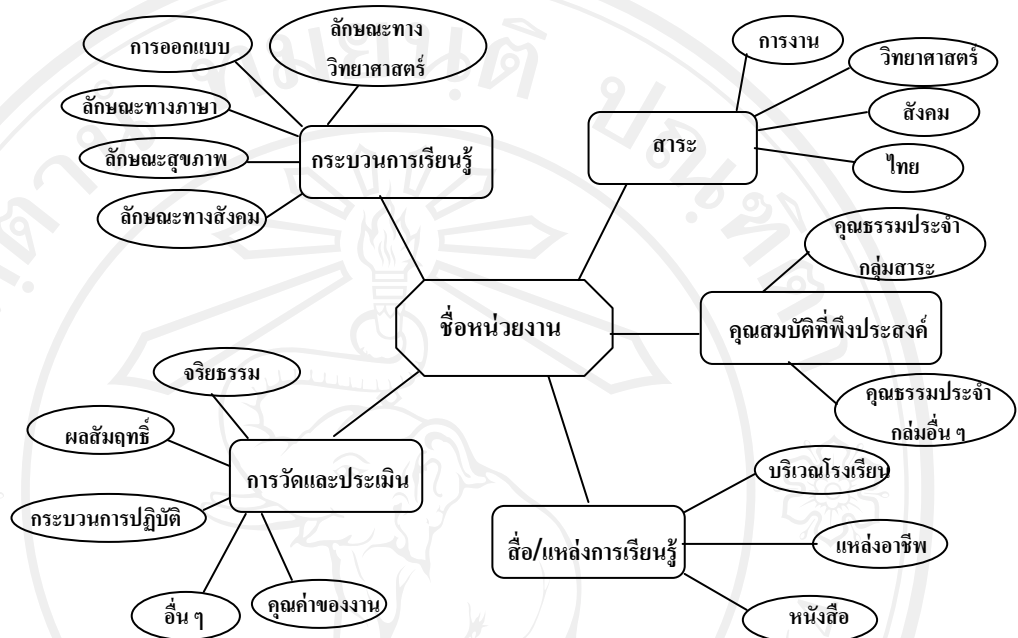 การออกแบบ
ลักษณะทาง
วิทยาศาสตร์
ลักษณะทางภาษา
ลักษณะสุขภาพ
ลักษณะทางสังคม
กระบวนการเรียนรู้
การงาน
วิทยาศาสตร์
สังคม
ไทย
สาระ
คุณธรรมประจำ
กลุ่มสาระ
คุณสมบัติที่พึงประสงค์
คุณธรรมประจำ
กล่มอื่น ๆ
ชื่อหน่วยงาน
จริยธรรม
ผลสัมฤทธิ์
การวัดและประเมิน
กระบวนการปฏิบัติ
อื่น ๆ
คุณค่าของงาน
บริเวณโรงเรียน
สื่อ/แหล่งการเรียนรู้
แหล่งอาชีพ
หนังสือ